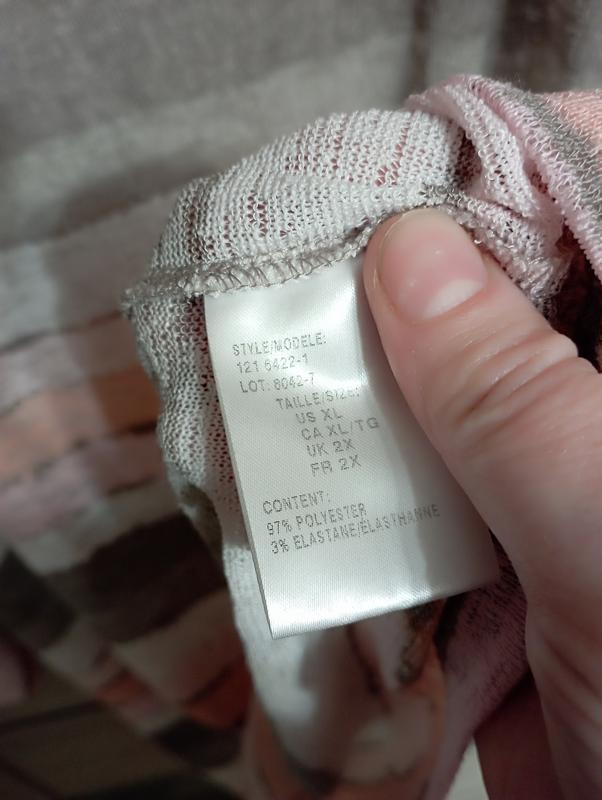 STYLE/MODELE:
121 6422-1
LOT: 8042-7
TAILLE/SIZE:
US XL
CA XL/TG
UK 2X
FR 2X
CONTENT:
97% POLYESTER
3% ELASTANE/ÉLASTHANNE